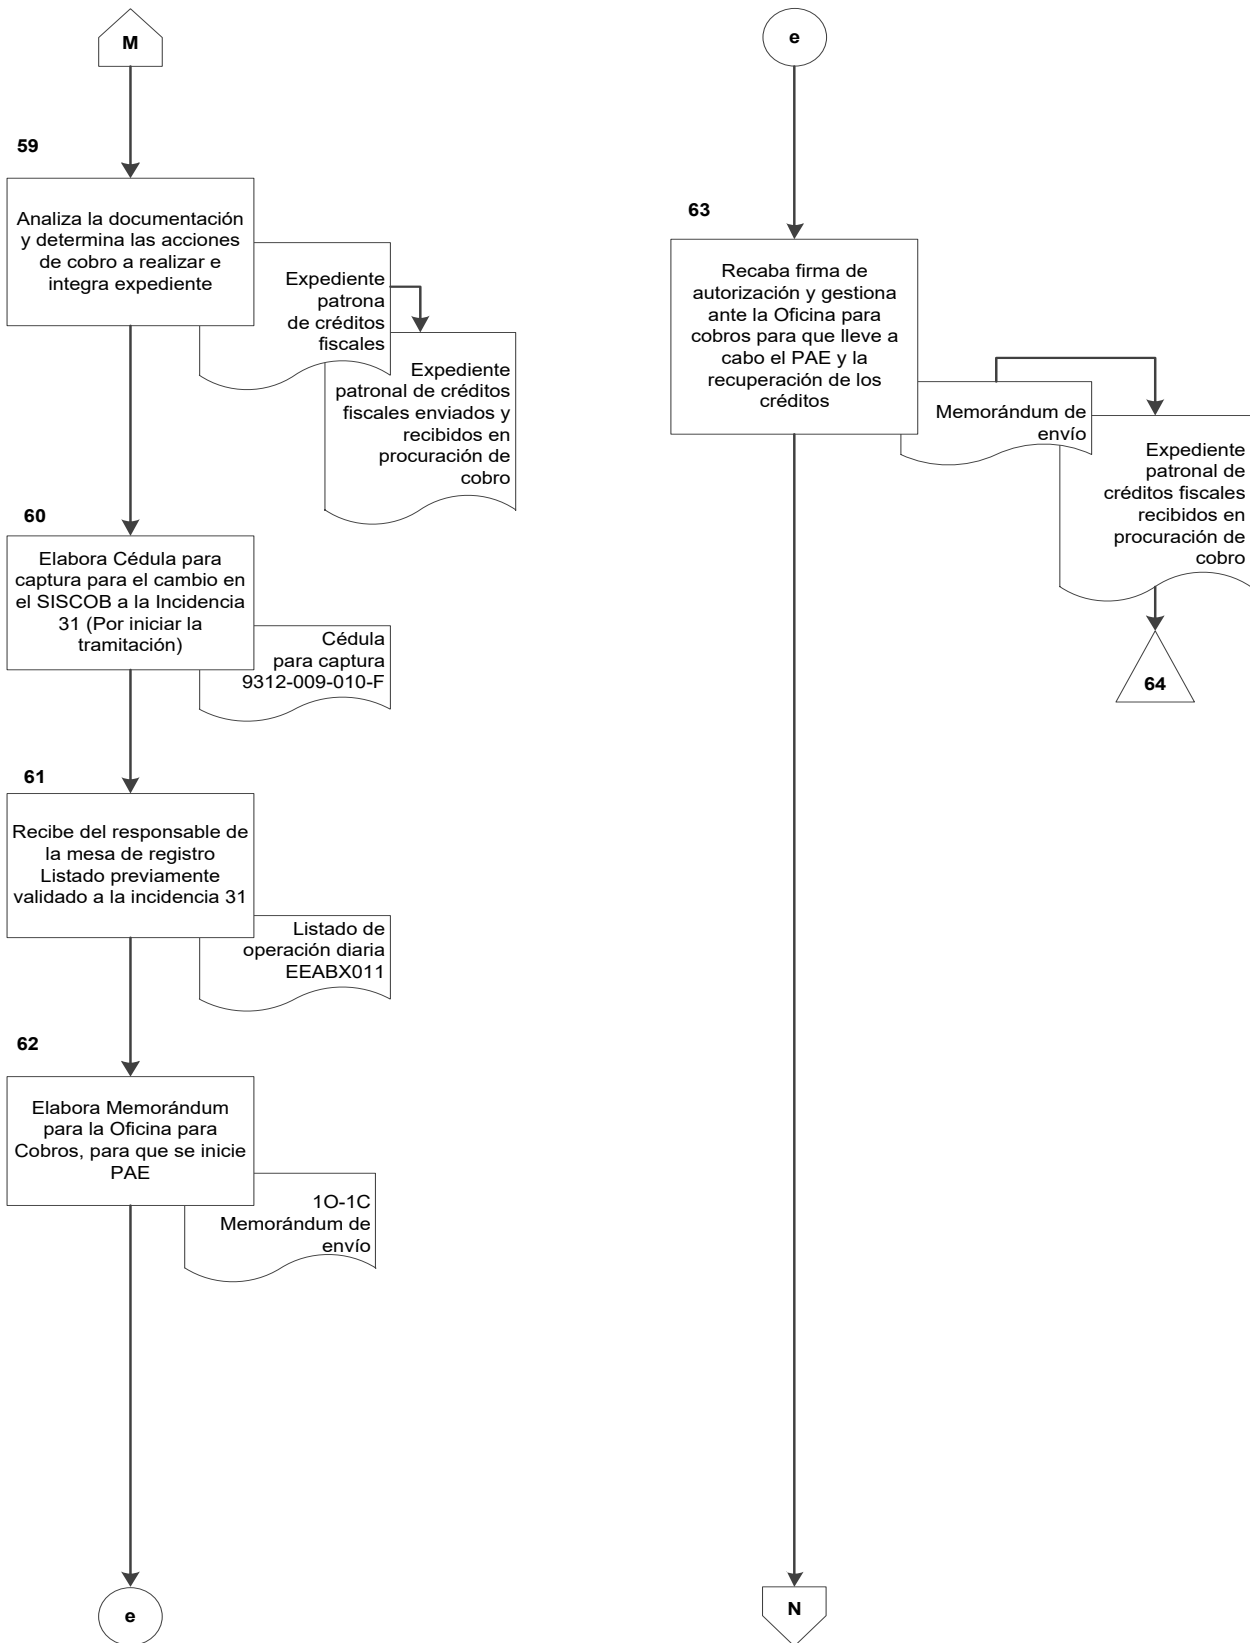 M
59
Analiza la documentación
y determina las acciones
de cobro a realizar e
integra expediente
Expediente
patrona
de créditos
fiscales
Expediente
patronal de créditos
fiscales enviados y
recibidos en
procuración de
cobro
60
Elabora Cédula para
captura para el cambio en
el SISCOB a la Incidencia
31 (Por iniciar la
tramitación)
Cédula
para captura
9312-009-010-F
61
Recibe del responsable de
la mesa de registro
Listado previamente
validado a la incidencia 31
Listado de
operación diaria
EEABX011
62
Elabora Memorándum
para la Oficina para
Cobros, para que se inicie
PAE
1O-1C
Memorándum de
envío
e
e
63
Recaba firma de
autorización y gestiona
ante la Oficina para
cobros para que lleve a
cabo el PAE y la
recuperación de los
créditos
Memorándum de
envío
Expediente
patronal de
créditos fiscales
recibidos en
procuración de
cobro
64
N